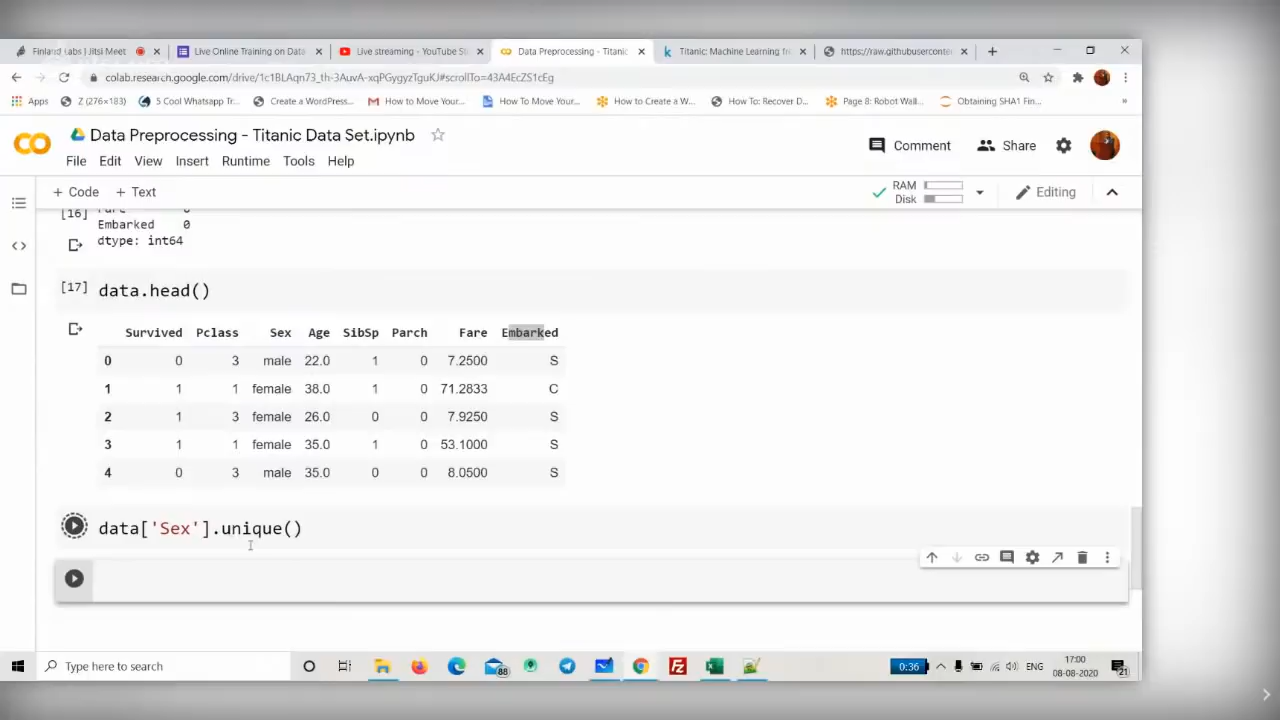 Finland Labs | Jitsi Meet
Live Online Training on Data
Live streaming - YouTube St
Data Preprocessing - Titanic
Titanic: Machine Learning from
https://raw.githubuserconte
colab.research.google.com/drive/1c1BLAqn73_th-3AuvA-xqPGygyzTguKJ#scrollTo=43A4EcZS1cEg
Apps
Z (276×183)
5 Cool Whatsapp Tr...
Create a WordPress...
How to Move Your...
How To Move Your...
How to Create a W...
How To: Recover D...
Page 8: Robot Wall...
Obtaining SHA1 Fin...
»
Data Preprocessing - Titanic Data Set.ipynb
Comment
Share
File Edit View Insert Runtime Tools Help
+ Code + Text
RAM
Disk
Editing
[16]
Embarked 0
dtype: int64
[17] data.head()
Survived Pclass Sex Age SibSp Parch Fare Embarked
0 0 3 male 22.0 1 0 7.2500 S
1 1 1 female 38.0 1 0 71.2833 C
2 1 3 female 26.0 0 0 7.9250 S
3 1 1 female 35.0 1 0 53.1000 S
4 0 3 male 35.0 0 0 8.0500 S
data['Sex'].unique()
Type here to search
88
0:36
ENG
17:00
08-08-2020
21